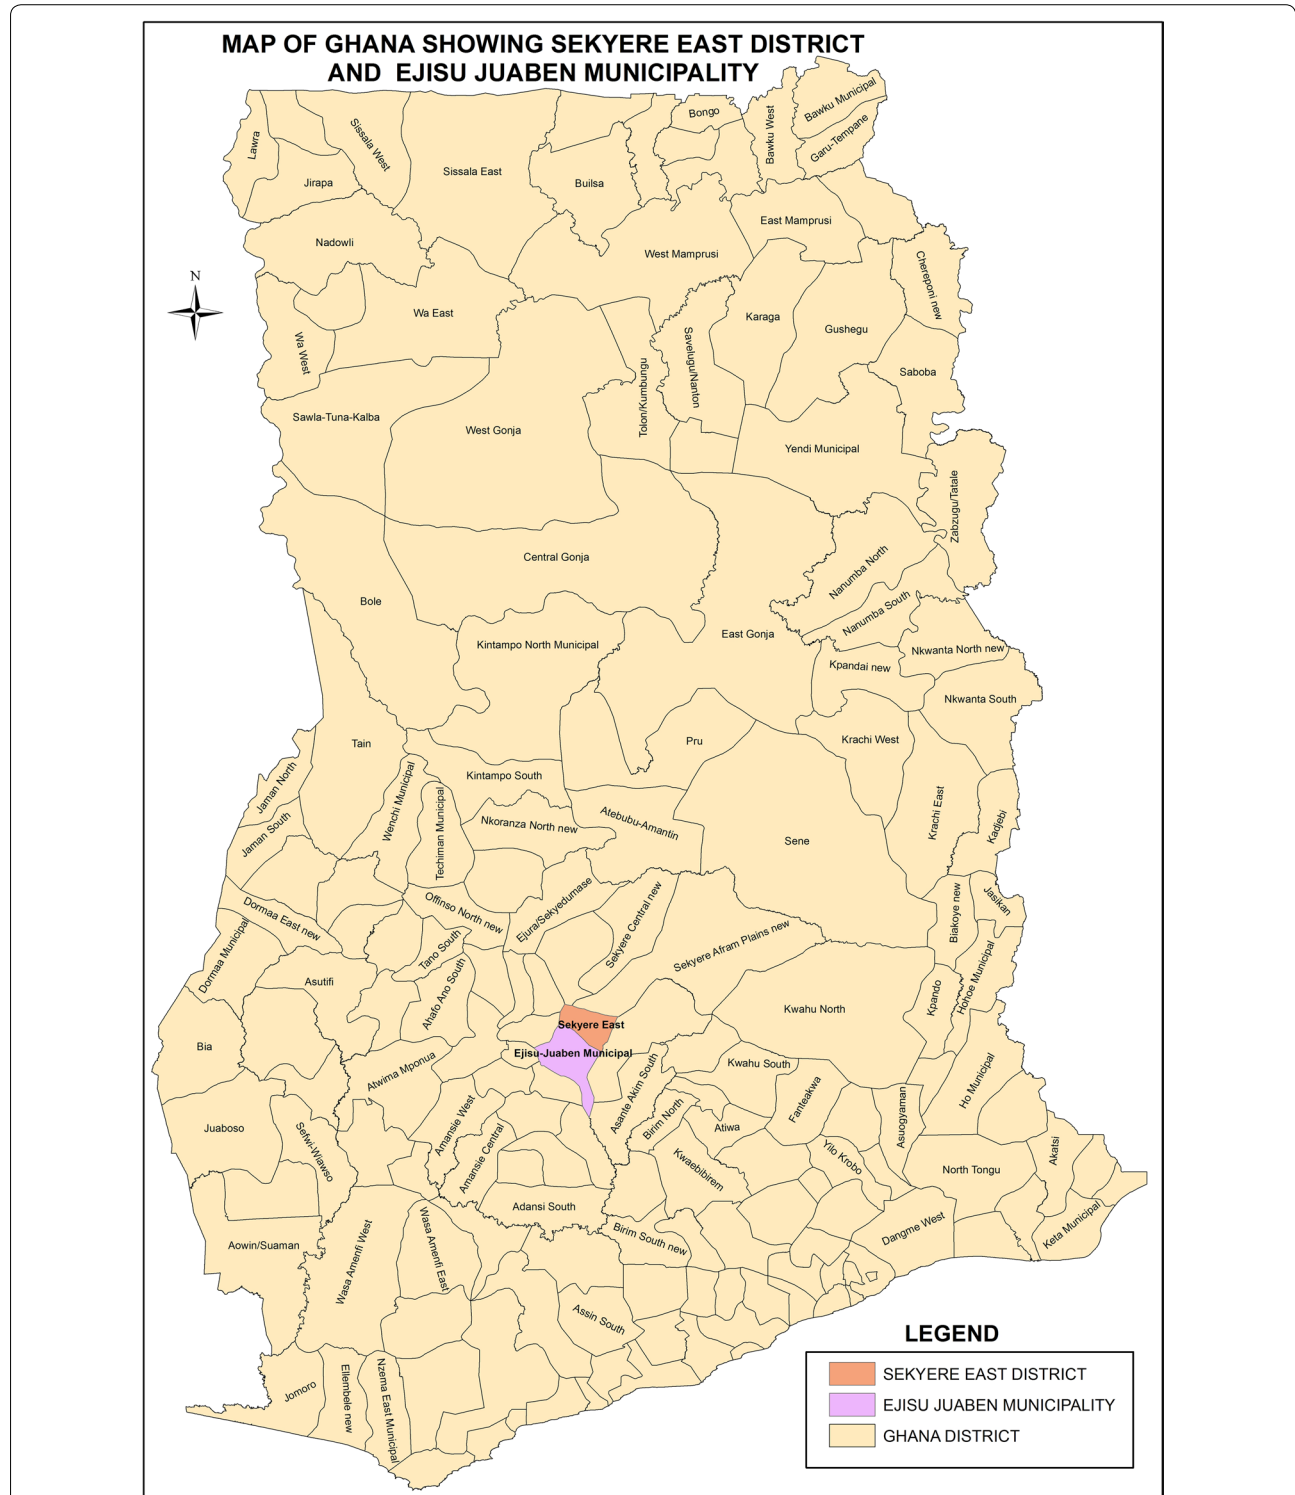 MAP OF GHANA SHOWING SEKYERE EAST DISTRICT
AND EJISU JUABEN MUNICIPALITY
N
Bawku Municipal
Bongo
Bawku West
Garu-Tempane
Lawra
Sissala West
Sissala East
Jirapa
Builsa
East Mamprusi
Nadowli
West Mamprusi
Chereponi new
Wa East
Karaga
Gushegu
Wa West
Savelugu/Nanton
Saboba
Tolon/Kumbungu
Sawla-Tuna-Kalba
West Gonja
Yendi Municipal
Zabzugu/Tatale
Central Gonja
Nanumba North
Bole
Nanumba South
East Gonja
Kintampo North Municipal
Nkwanta North new
Kpandai new
Nkwanta South
Tain
Pru
Krachi West
Kintampo South
Jaman North
Wenchi Municipal
Techiman Municipal
Krachi East
Kadjebi
Nkoranza North new
Atebubu-Amantin
Jaman South
Sene
Jasikan
Biakoye new
Offinso North new
Ejura/Sekyedumase
Sekyere Central new
Dormaa East new
Tano South
Sekyere Afram Plains new
Dormaa Municipal
Asutifi
Ahafo Ano South
Hohoe Municipal
Kpando
Kwahu North
Sekyere East
Bia
Ejisu-Juaben Municipal
Atwima Mponua
Kwahu South
Ho Municipal
Asante Akim South
Fanteakwa
Juaboso
Sefwi-Wiawso
Amansie West
Birim North
Atiwa
Asuogyaman
Amansie Central
Kwaebibirem
Yilo Krobo
North Tongu
Akatsi
Adansi South
Dangme West
Keta Municipal
Aowin/Suaman
Wasa Amenfi West
Wasa Amenfi East
Birim South new
Assin South
Jomoro
Ellembele new
Nzema East Municipal
LEGEND
SEKYERE EAST DISTRICT
EJISU JUABEN MUNICIPALITY
GHANA DISTRICT